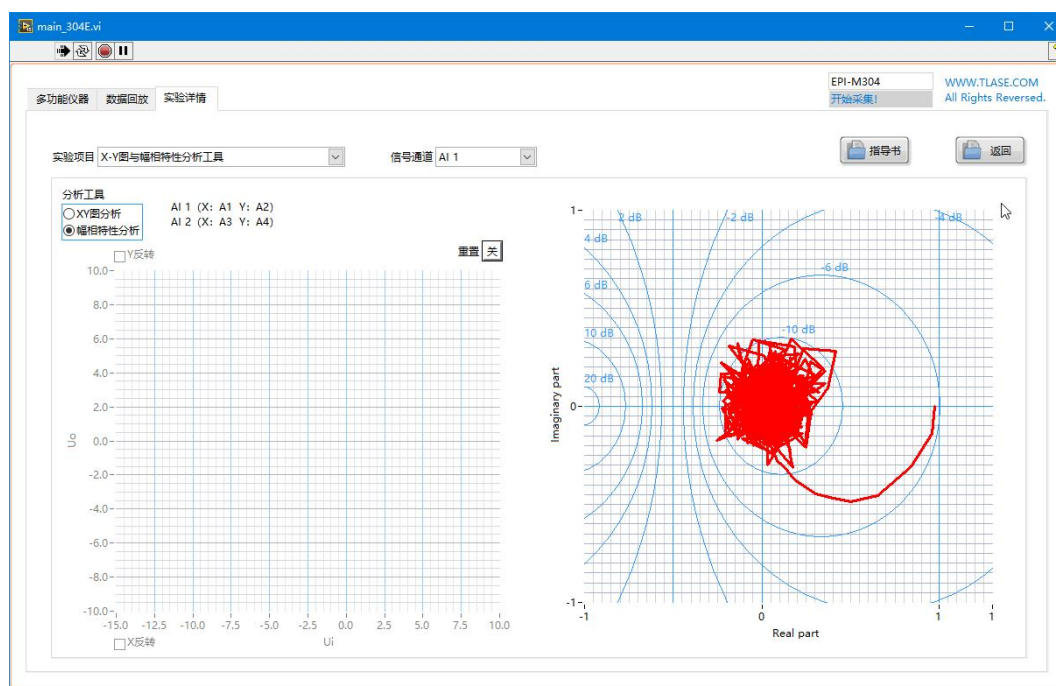 main_304E.vi
EPI-M304
WWW.TLASE.COM
多功能仪器 数据回放 实验详情
开始采集!
All Rights Reversed.
实验项目 X-Y图与幅相特性分析工具
信号通道 AI 1
指导书
返回
分析工具
XY图分析
幅相特性分析
AI 1 (X: A1 Y: A2)
AI 2 (X: A3 Y: A4)
Y反转
重置 关
10.0
8.0
6.0
4.0
2.0
0.0
-2.0
-4.0
-6.0
-8.0
-10.0
Uo
-15.0 -12.5 -10.0 -7.5 -5.0 -2.5 0.0 2.5 5.0 7.5 10.0
X反转
Ui
1
0
-1
Imaginary part
2 dB
-2 dB
-4 dB
4 dB
-6 dB
6 dB
10 dB
-10 dB
20 dB
-1 0 1 1
Real part